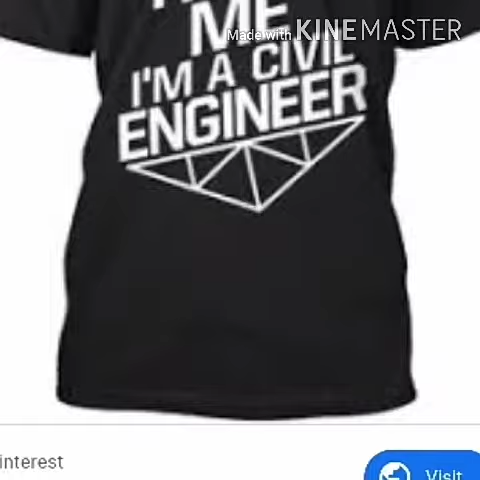 Made with KINEMASTER
ME
I'M A CIVIL
ENGINEER
interest
Visit